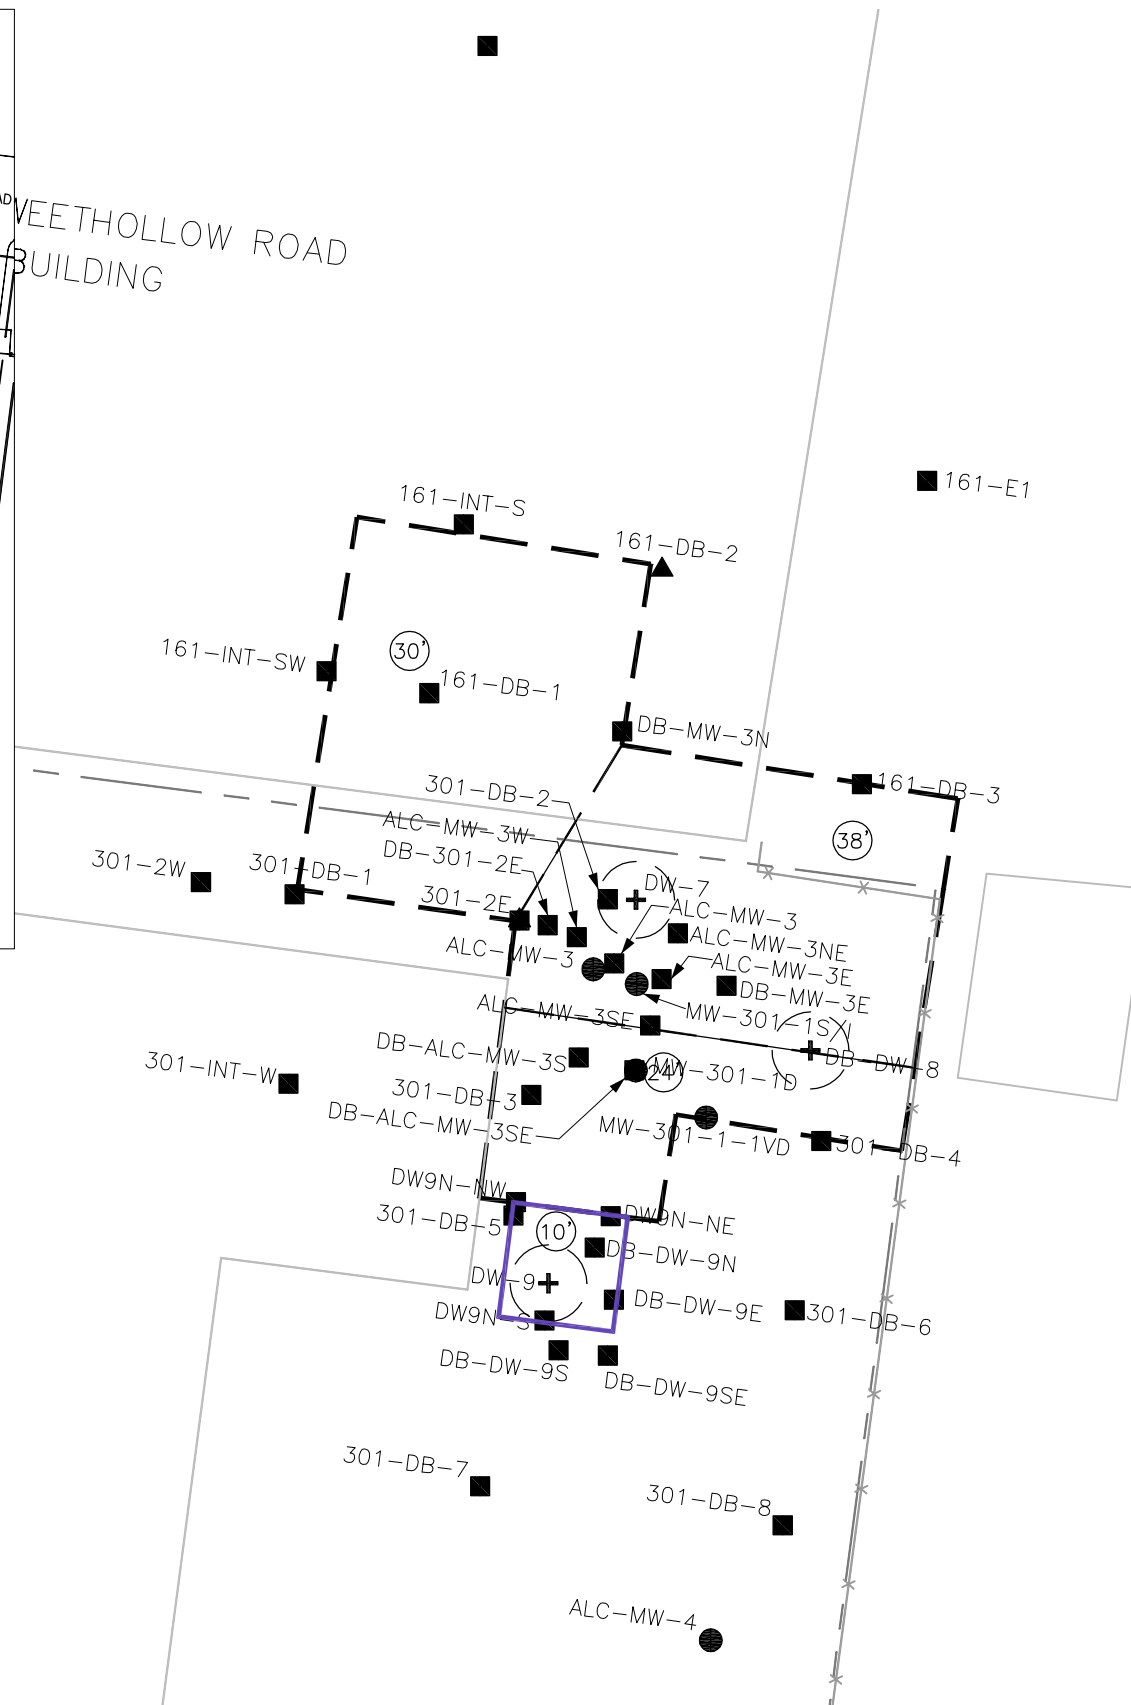 WEETHOLLOW ROAD
BUILDING
161-E1
161-INT-S
161-DB-2
161-INT-SW
30'
161-DB-1
DB-MW-3N
301-DB-2
161-DB-3
ALC-MW-3W
38'
DB-301-2E
301-2W
301-DB-1
301-2E
DW-7
ALC-MW-3
ALC-MW-3NE
ALC-MW-3
ALC-MW-3E
DB-MW-3E
ALC-MW-3SE
MW-301-1S/I
DB-ALC-MW-3S
DB-DW-8
301-INT-W
24'
MW-301-1D
301-DB-3
DB-ALC-MW-3SE
MW-301-1-1VD
301-DB-4
DW9N-NW
301-DB-5
10'
DW9N-NE
DB-DW-9N
DW-9
DB-DW-9E
DW9N-S
301-DB-6
DB-DW-9S
DB-DW-9SE
301-DB-7
301-DB-8
ALC-MW-4